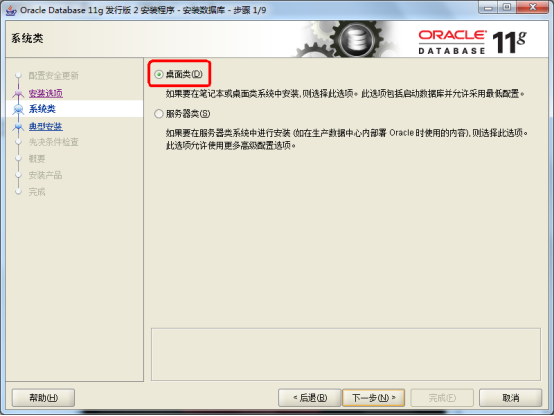 Oracle Database 11g 发行版 2 安装程序 - 安装数据库 - 步骤 1/9
系统类
ORACLE
DATABASE 11g
配置安全更新
安装选项
系统类
典型安装
先决条件检查
概要
安装产品
完成
桌面类(D)
如果要在笔记本或桌面类系统中安装,则选择此选项。此选项包括启动数据库并允许采用最低配置。
服务器类(S)
如果要在服务器类系统中进行安装 (如在生产数据中心内部署 Oracle 时使用的内容),则选择此选项。
此选项允许使用更多高级配置选项。
帮助(H)
< 后退(B)
下一步(N) >
完成(F)
取消